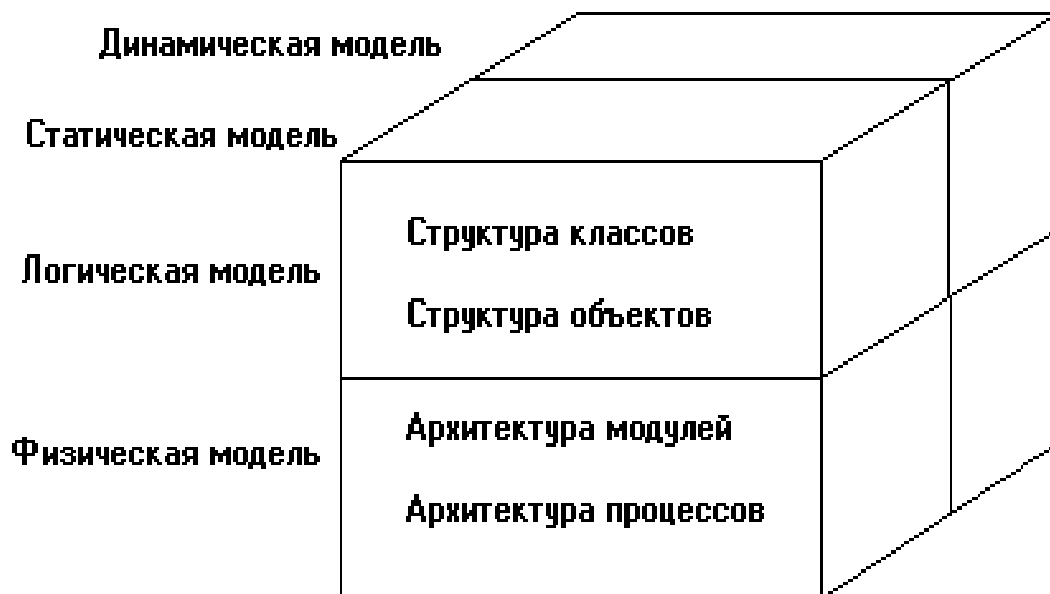 Динамическая модель
Статическая модель
Структура классов
Логическая модель
Структура объектов
Архитектура модулей
Физическая модель
Архитектура процессов